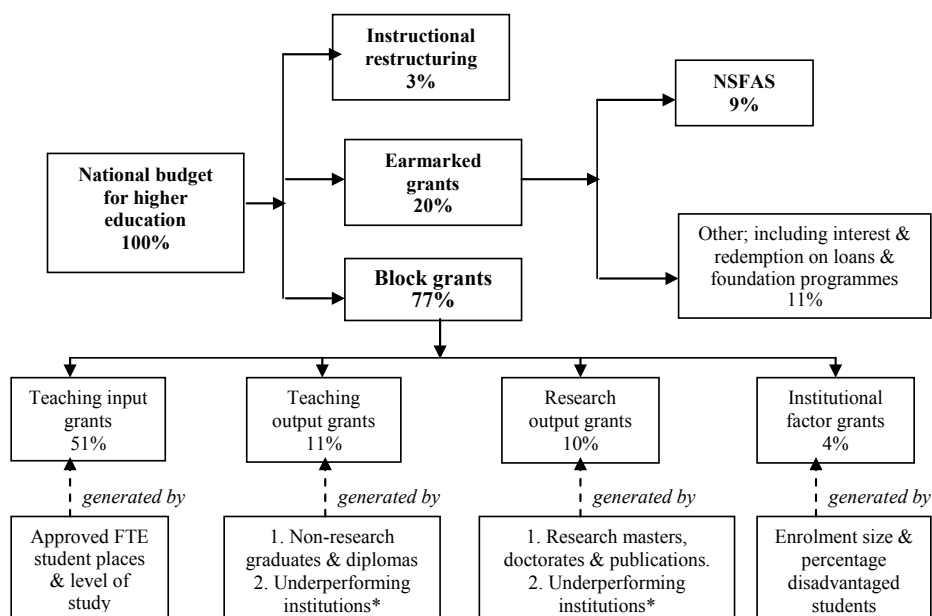 Instructional
restructuring
3%
NSFAS
9%
National budget
for higher
education
100%
Earmarked
grants
20%
Other; including interest &
redemption on loans &
foundation programmes
11%
Block grants
77%
Teaching input
grants
51%
Teaching
output grants
11%
Research
output grants
10%
Institutional
factor grants
4%
generated by
generated by
generated by
generated by
Approved FTE
student places
& level of
study
1. Non-research
graduates & diplomas
2. Underperforming
institutions*
1. Research masters,
doctorates & publications.
2. Underperforming
institutions*
Enrolment size &
percentage
disadvantaged
students